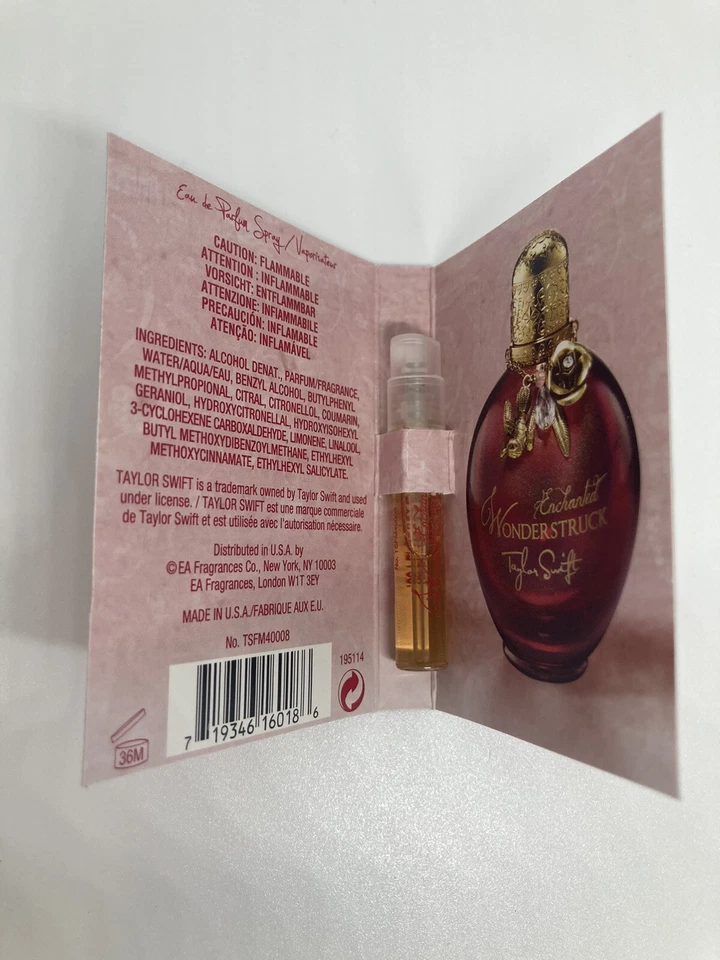 Eau de Parfum Spray / Vaporisateur
CAUTION: FLAMMABLE
ATTENTION : INFLAMMABLE
VORSICHT: ENTFLAMMBAR
ATTENZIONE: INFIAMMABILE
PRECAUCIÓN: INFLAMABLE
ATENÇÃO: INFLAMÁVEL
INGREDIENTS: ALCOHOL DENAT., PARFUM/FRAGRANCE,
WATER/AQUA/EAU, BENZYL ALCOHOL, BUTYLPHENYL
METHYLPROPIONAL, CITRAL, CITRONELLOL, COUMARIN,
GERANIOL, HYDROXYCITRONELLAL, HYDROXYISOHEXYL
3-CYCLOHEXENE CARBOXALDEHYDE, LIMONENE, LINALOOL,
BUTYL METHOXYDIBENZOYLMETHANE, ETHYLHEXYL
METHOXYCINNAMATE, ETHYLHEXYL SALICYLATE.
TAYLOR SWIFT is a trademark owned by Taylor Swift and used
under license. / TAYLOR SWIFT est une marque commerciale
de Taylor Swift et est utilisée avec l'autorisation nécessaire.
Distributed in U.S.A. by
©EA Fragrances Co., New York, NY 10003
EA Fragrances, London W1T 3EY
MADE IN U.S.A./FABRIQUE AUX E.U.
No. TSFM40008
195114
7 19346 16018 6
36M
Enchanted
WONDERSTRUCK
Taylor Swift